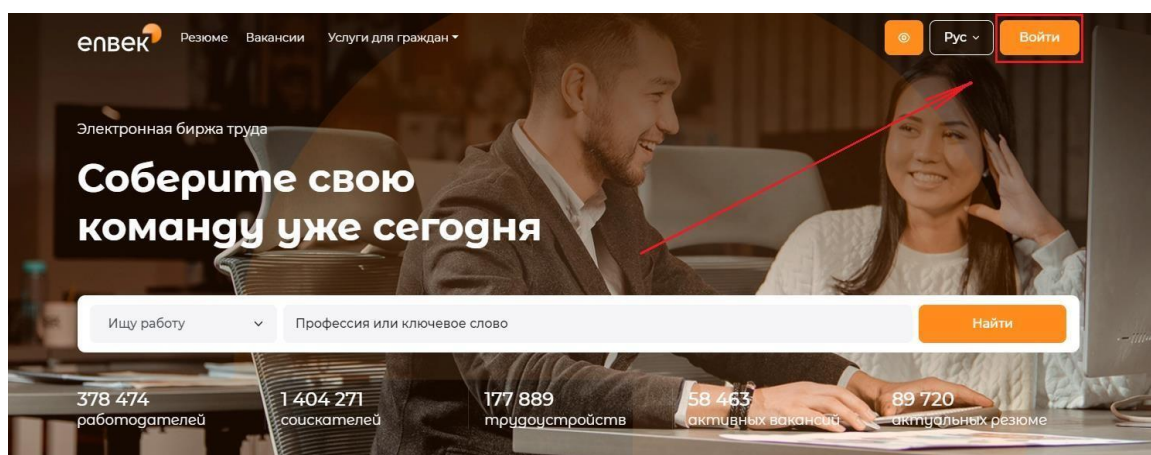 enbek
Резюме Вакансии Услуги для граждан
Рус
Войти
Электронная биржа труда
Соберите свою
команду уже сегодня
Ищу работу
Профессия или ключевое слово
Найти
378 474
работодателей
1 404 271
соискателей
177 889
трудоустройств
58 463
активных вакансий
89 720
актуальных резюме